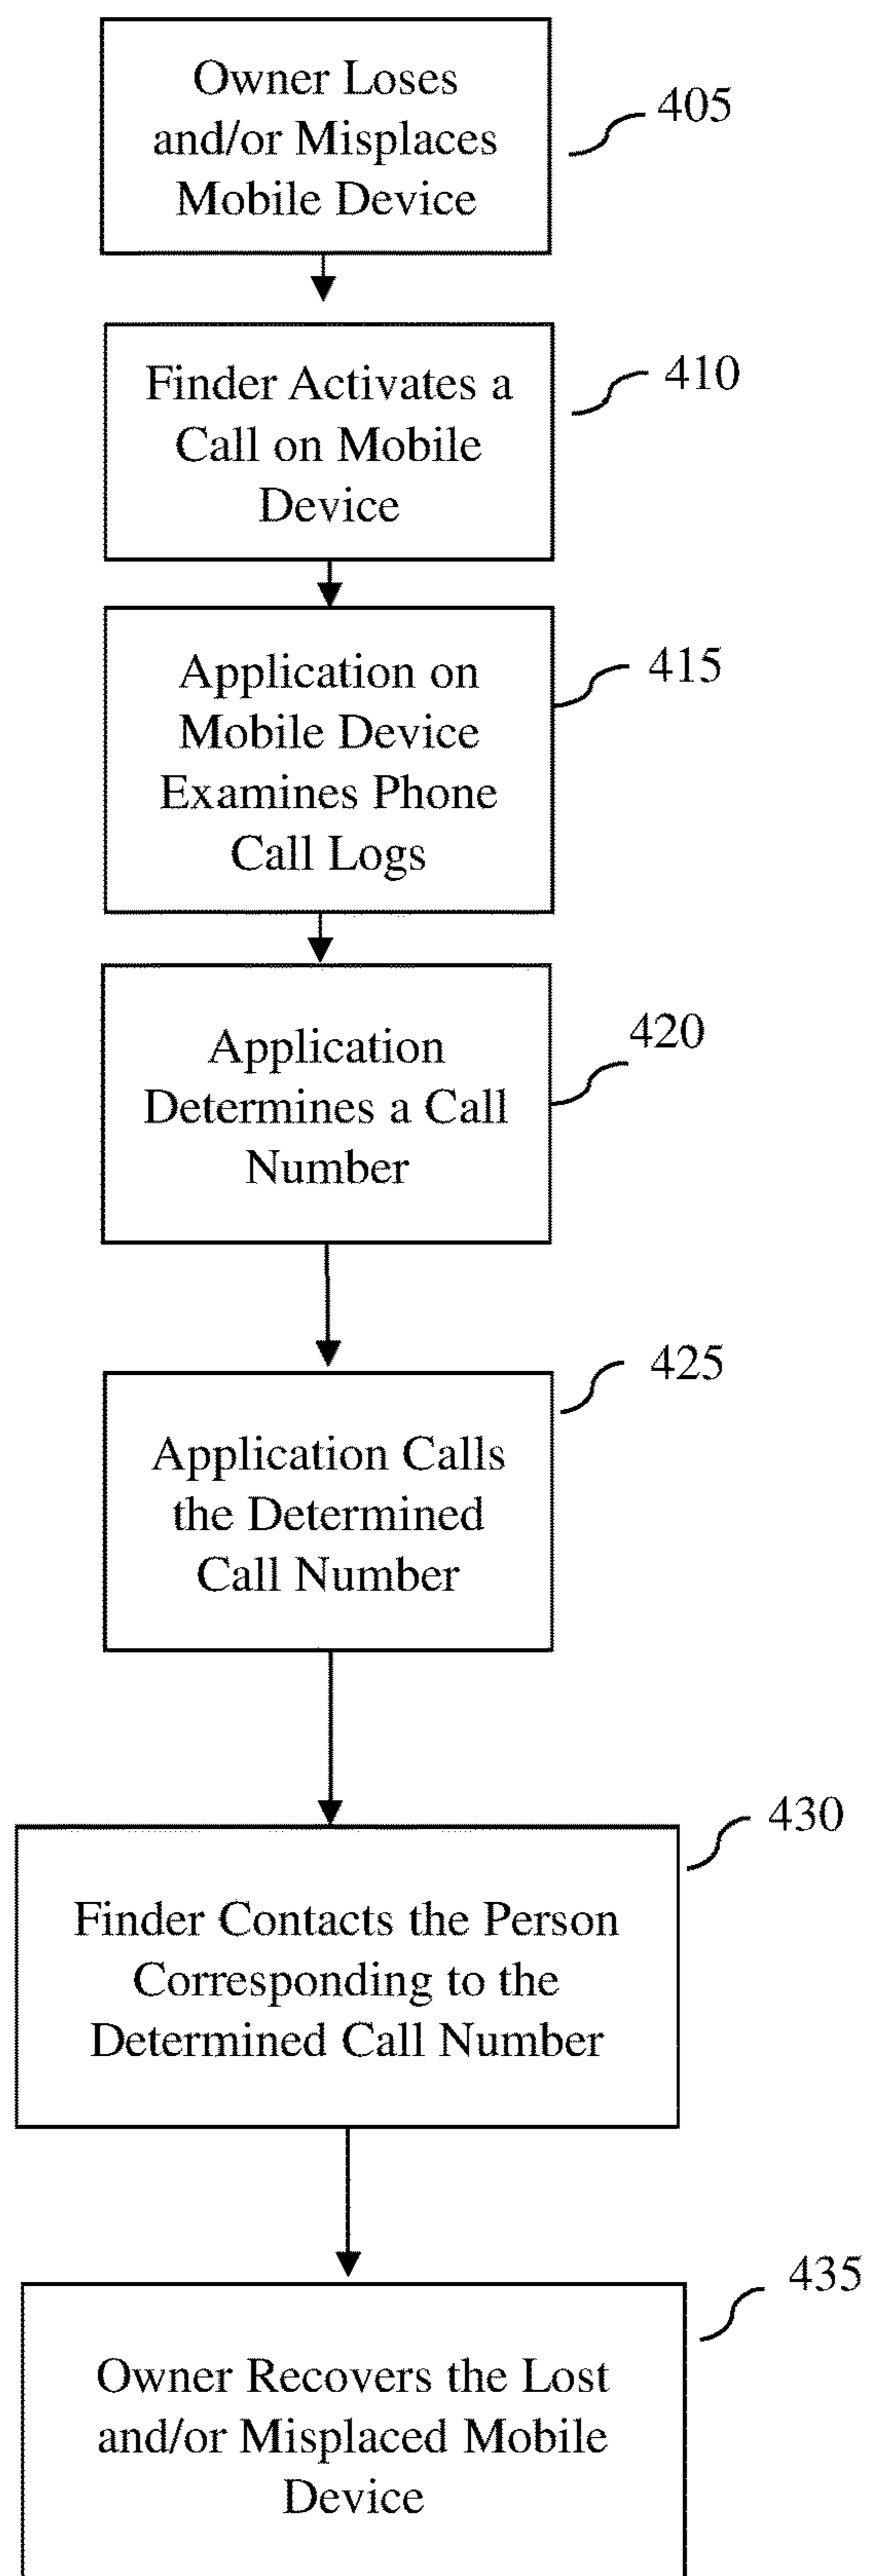 Owner Loses
and/or Misplaces
Mobile Device
405
Finder Activates a
Call on Mobile
Device
410
Application on
Mobile Device
Examines Phone
Call Logs
415
Application
Determines a Call
Number
420
Application Calls
the Determined
Call Number
425
Finder Contacts the Person
Corresponding to the
Determined Call Number
430
Owner Recovers the Lost
and/or Misplaced Mobile
Device
435